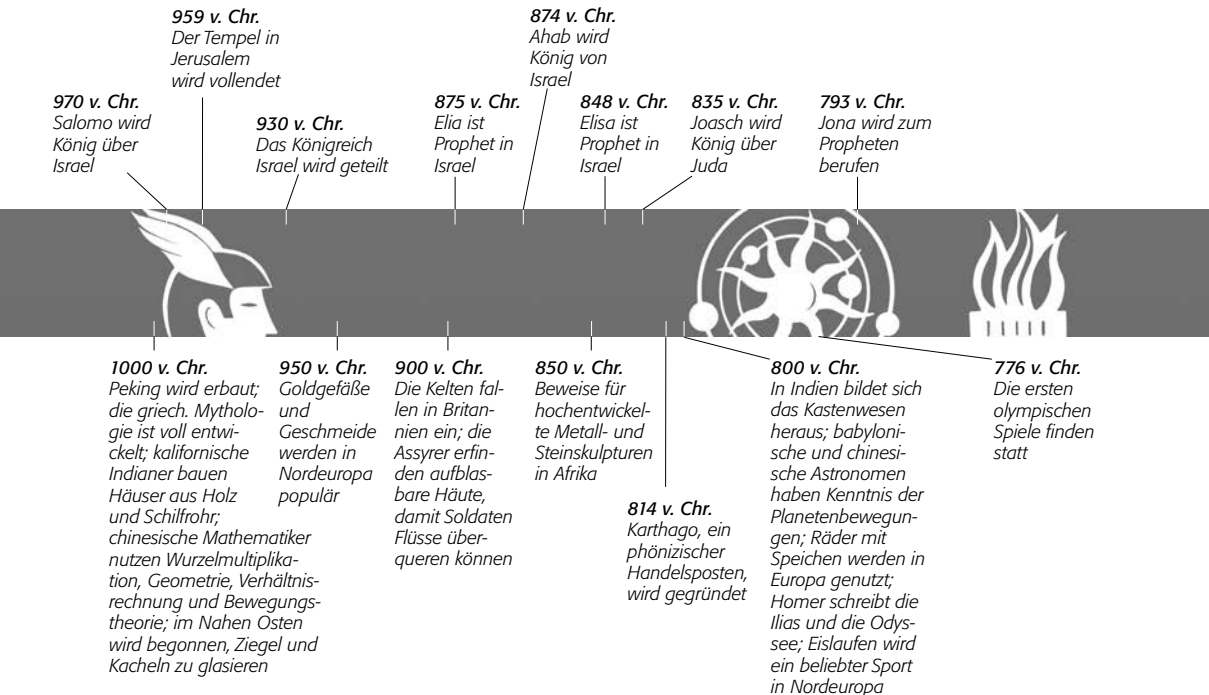 959 v. Chr.
Der Tempel in
Jerusalem
wird vollendet
874 v. Chr.
Ahab wird
König von
Israel
970 v. Chr.
Salomo wird
König über
Israel
930 v. Chr.
Das Königreich
Israel wird geteilt
875 v. Chr.
Elia ist
Prophet in
Israel
848 v. Chr.
Elisa ist
Prophet in
Israel
835 v. Chr.
Joasch wird
König über
Juda
793 v. Chr.
Jona wird zum
Propheten
berufen
1000 v. Chr.
Peking wird erbaut;
die griech. Mytholo-
gie ist voll entwi-
ckelt; kalifornische
Indianer bauen
Häuser aus Holz
und Schilfrohr;
chinesische Mathematiker
nutzen Wurzelmultiplika-
tion, Geometrie, Verhältnis-
rechnung und Bewegungs-
theorie; im Nahen Osten
wird begonnen, Ziegel und
Kacheln zu glasieren
950 v. Chr.
Goldgefäße
und
Geschmeide
werden in
Nordeuropa
populär
900 v. Chr.
Die Kelten fal-
len in Britan-
nien ein; die
Assyrer erfin-
den aufblas-
bare Häute,
damit Soldaten
Flüsse über-
queren können
850 v. Chr.
Beweise für
hochentwickel-
te Metall- und
Steinskulpturen
in Afrika
814 v. Chr.
Karthago, ein
phönizischer
Handelsposten,
wird gegründet
800 v. Chr.
In Indien bildet sich
das Kastenwesen
heraus; babyloni-
sche und chinesi-
sche Astronomen
haben Kenntnis der
Planetenbewegun-
gen; Räder mit
Speichen werden in
Europa genutzt;
Homer schreibt die
Ilias und die Odys-
see; Eislaufen wird
ein beliebter Sport
in Nordeuropa
776 v. Chr.
Die ersten
olympischen
Spiele finden
statt